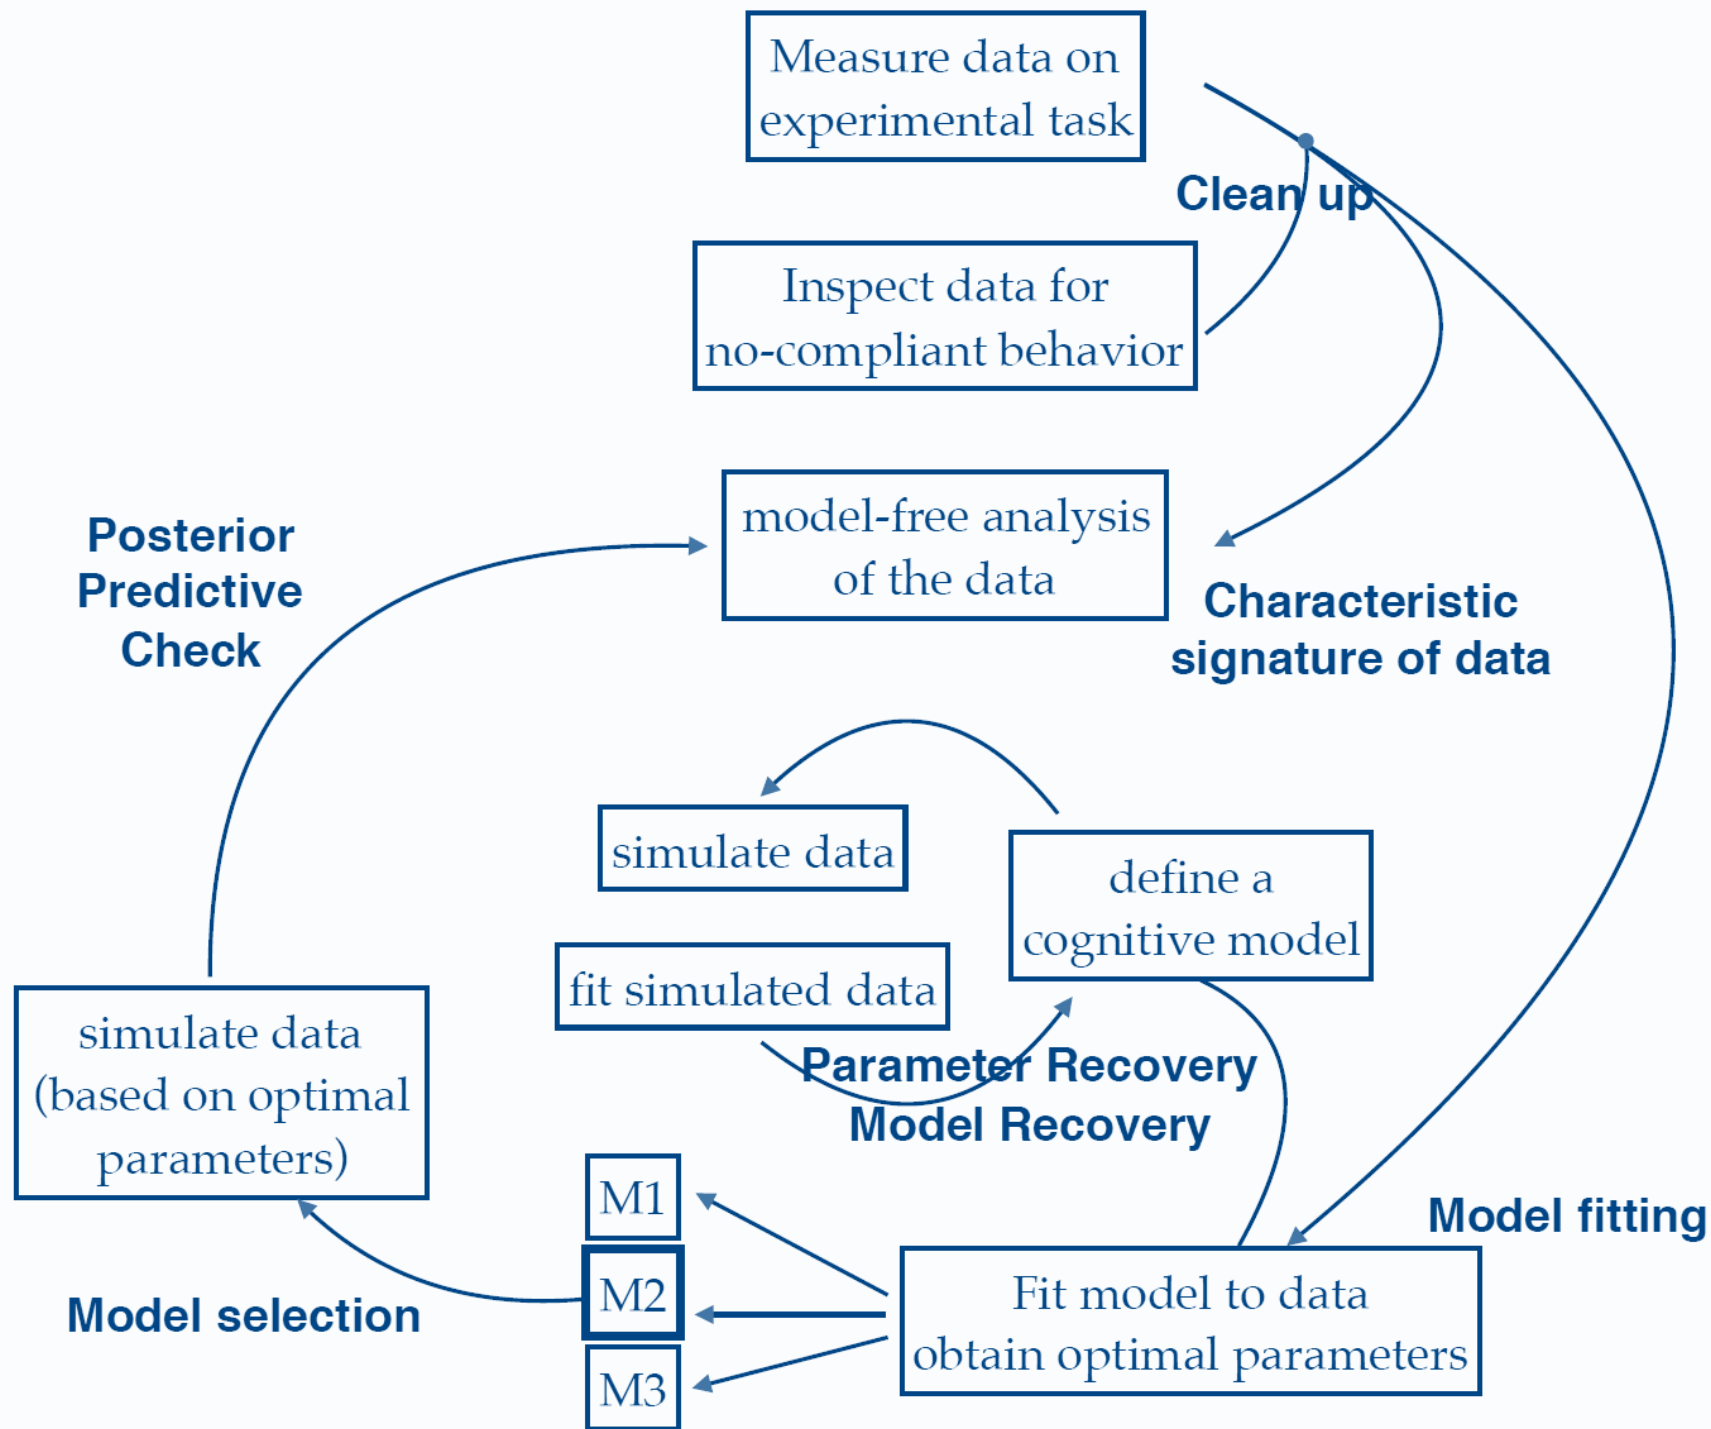 Measure data on
experimental task
Clean up
Inspect data for
no-compliant behavior
model-free analysis
of the data
Posterior
Predictive
Check
Characteristic
signature of data
simulate data
define a
cognitive model
fit simulated data
Parameter Recovery
Model Recovery
simulate data
(based on optimal
parameters)
M1
M2
M3
Model selection
Model fitting
Fit model to data
obtain optimal parameters